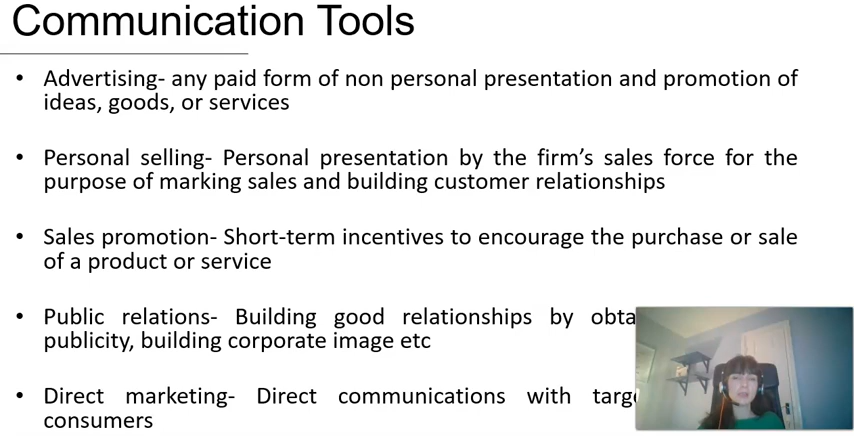 Communication Tools
• Advertising- any paid form of non personal presentation and promotion of
ideas, goods, or services
• Personal selling- Personal presentation by the firm’s sales force for the
purpose of marking sales and building customer relationships
• Sales promotion- Short-term incentives to encourage the purchase or sale
of a product or service
• Public relations- Building good relationships by
publicity, building corporate image etc
• Direct marketing- Direct communications with
consumers